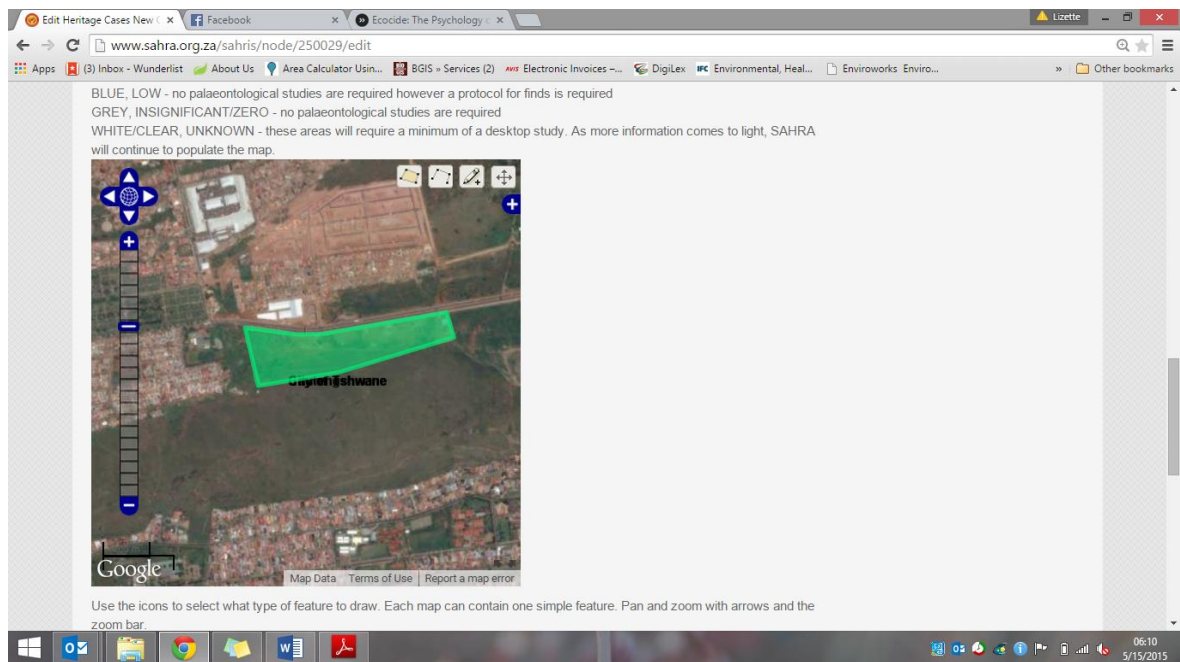 Edit Heritage Cases New C
Facebook
Ecocide: The Psychology o
Lizette
www.sahra.org.za/sahris/node/250029/edit
Apps
(3) Inbox - Wunderlist
About Us
Area Calculator Usin...
BGIS » Services (2)
AVIS Electronic Invoices –...
DigiLex
IFC Environmental, Heal...
Enviroworks Enviro...
»
Other bookmarks
BLUE, LOW - no palaeontological studies are required however a protocol for finds is required
GREY, INSIGNIFICANT/ZERO - no palaeontological studies are required
WHITE/CLEAR, UNKNOWN - these areas will require a minimum of a desktop study. As more information comes to light, SAHRA
will continue to populate the map.
Google
Map Data
Terms of Use
Report a map error
Use the icons to select what type of feature to draw. Each map can contain one simple feature. Pan and zoom with arrows and the
zoom bar.
06:10
5/15/2015